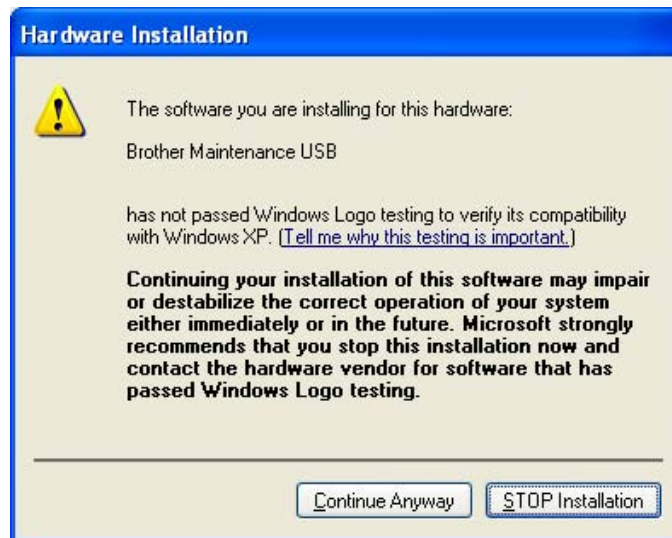 Hardware Installation
The software you are installing for this hardware:
Brother Maintenance USB
has not passed Windows Logo testing to verify its compatibility
with Windows XP. (Tell me why this testing is important.)
Continuing your installation of this software may impair
or destabilize the correct operation of your system
either immediately or in the future. Microsoft strongly
recommends that you stop this installation now and
contact the hardware vendor for software that has
passed Windows Logo testing.
Continue Anyway
STOP Installation